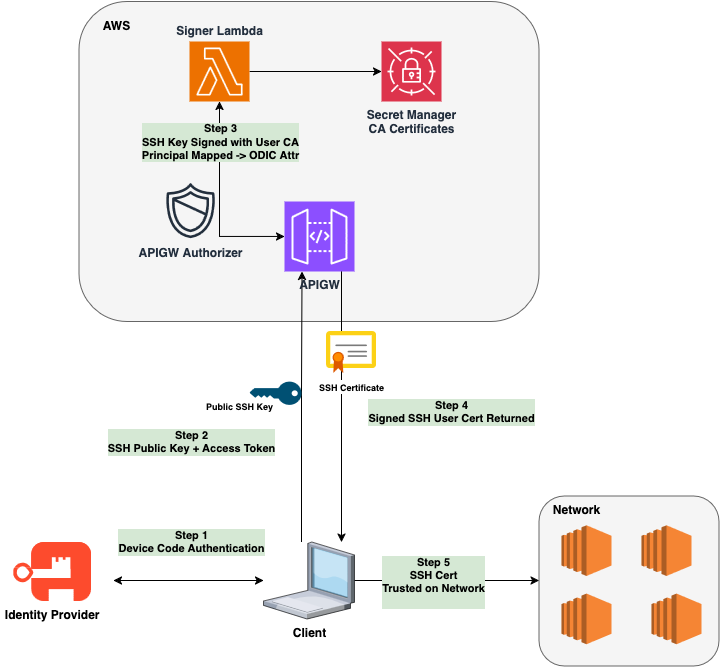 AWS
Signer Lambda
Secret Manager
CA Certificates
Step 3
SSH Key Signed with User CA
Principal Mapped -> ODIC Attr
</>
APIGW Authorizer
APIGW
SSH Certificate
Public SSH Key
Step 4
Signed SSH User Cert Returned
Step 2
SSH Public Key + Access Token
Network
Step 1
Device Code Authentication
Step 5
SSH Cert
Trusted on Network
Identity Provider
Client